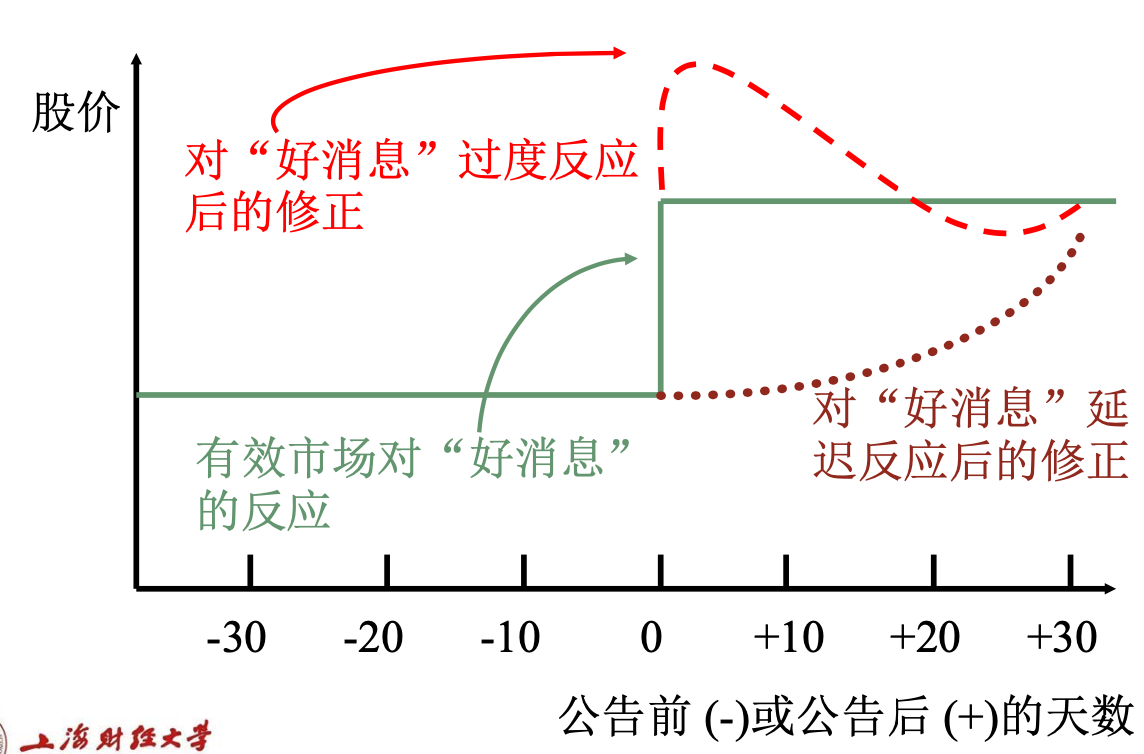 股价
对“好消息”过度反应
后的修正
有效市场对“好消息”
的反应
对“好消息”延
迟反应后的修正
-30 -20 -10 0 +10 +20 +30
公告前 (-)或公告后 (+)的天数
上海财经大学